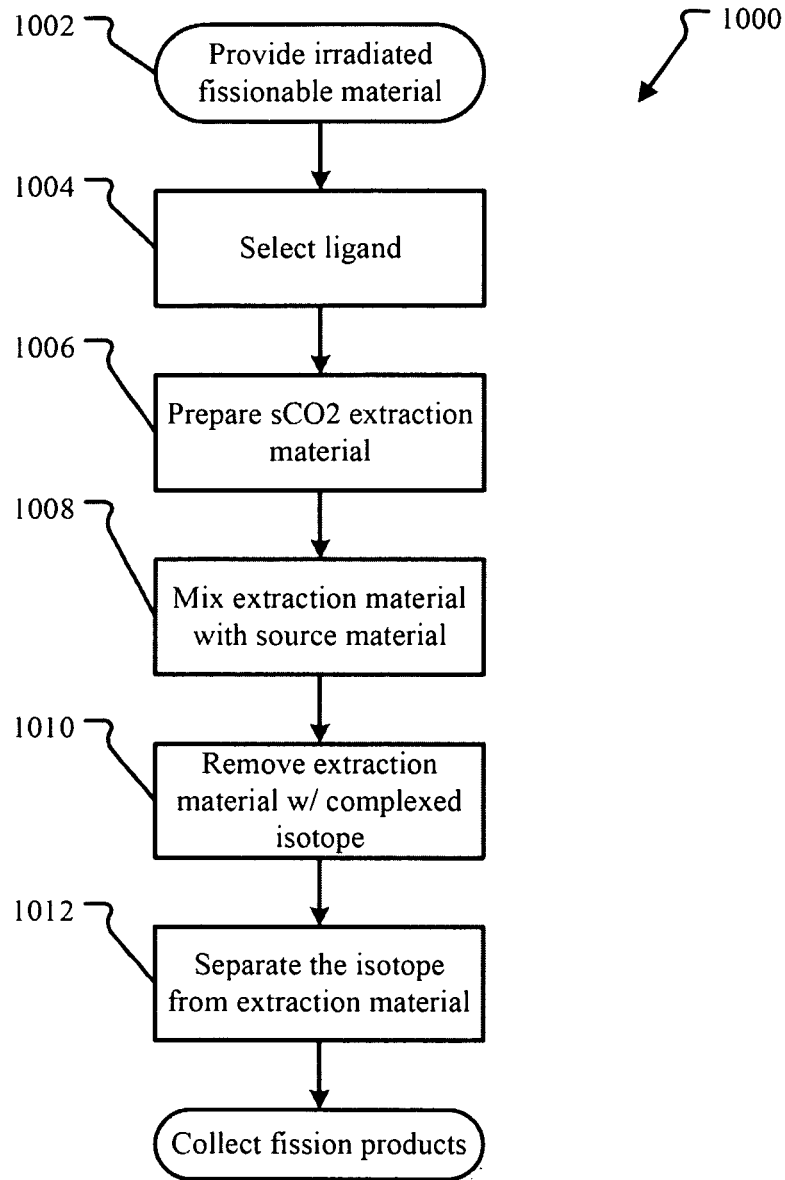 1002
1000
Provide irradiated
fissionable material
1004
Select ligand
1006
Prepare sCO2 extraction
material
1008
Mix extraction material
with source material
1010
Remove extraction
material w/ complexed
isotope
1012
Separate the isotope
from extraction material
Collect fission products